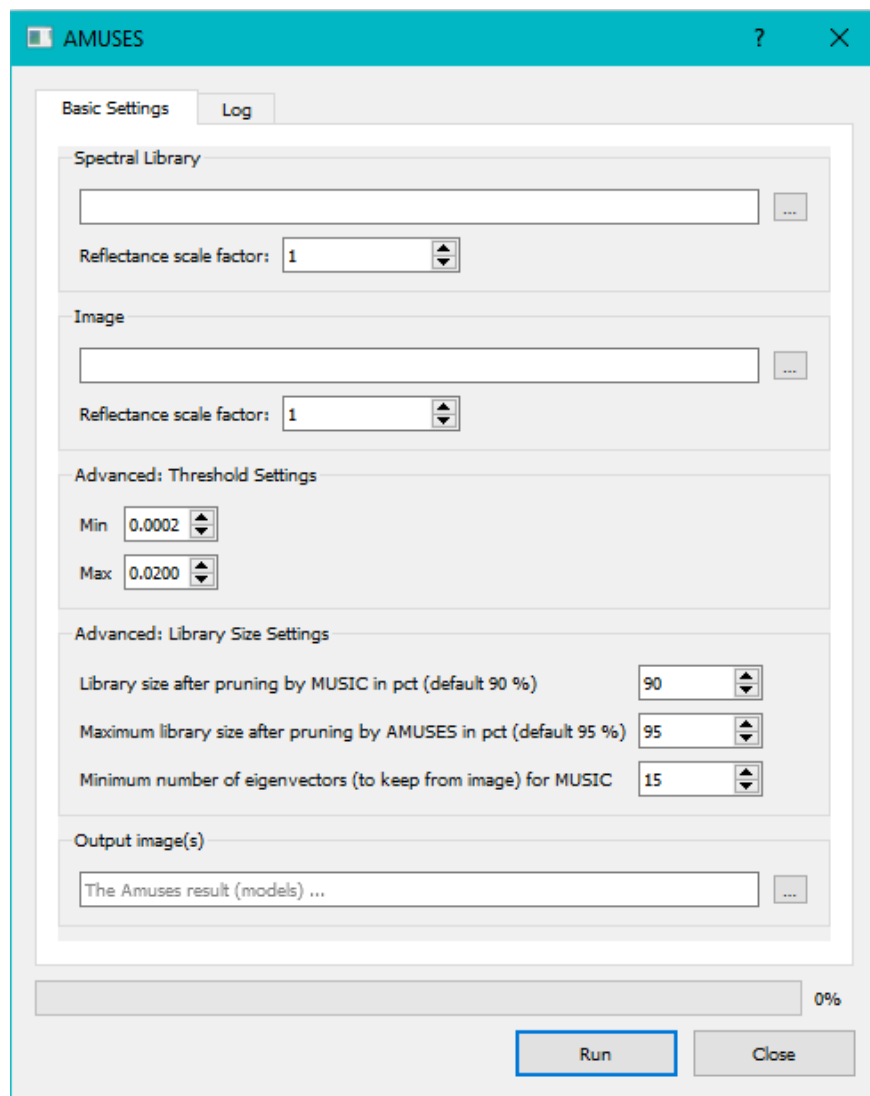 AMUSES ?
Basic Settings Log
Spectral Library
...
Reflectance scale factor: 1
Image
...
Reflectance scale factor: 1
Advanced: Threshold Settings
Min 0.0002
Max 0.0200
Advanced: Library Size Settings
Library size after pruning by MUSIC in pct (default 90 %) 90
Maximum library size after pruning by AMUSES in pct (default 95 %) 95
Minimum number of eigenvectors (to keep from image) for MUSIC 15
Output image(s)
The Amuses result (models) ... ...
0%
Run Close